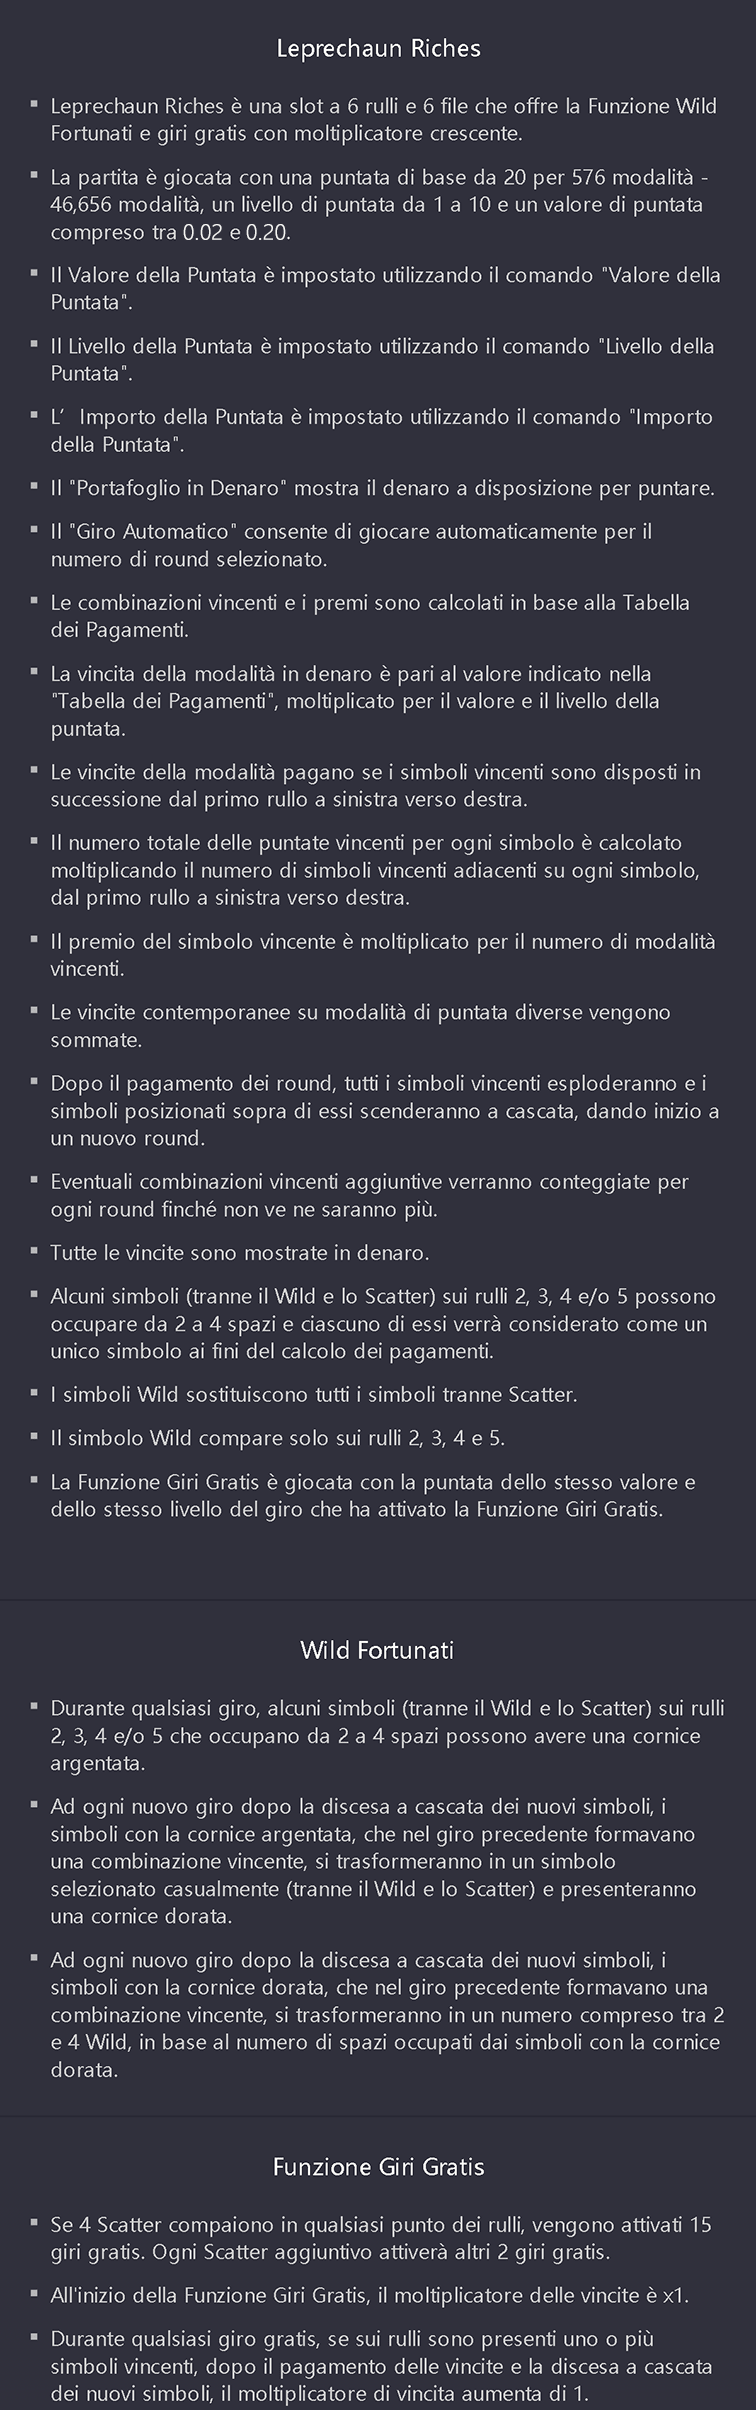 Leprechaun Riches
▪ Leprechaun Riches è una slot a 6 rulli e 6 file che offre la Funzione Wild
Fortunati e giri gratis con moltiplicatore crescente.
▪ La partita è giocata con una puntata di base da 20 per 576 modalità -
46,656 modalità, un livello di puntata da 1 a 10 e un valore di puntata
compreso tra 0.02 e 0.20.
▪ Il Valore della Puntata è impostato utilizzando il comando "Valore della
Puntata".
▪ Il Livello della Puntata è impostato utilizzando il comando "Livello della
Puntata".
▪ L’ Importo della Puntata è impostato utilizzando il comando "Importo
della Puntata".
▪ Il "Portafoglio in Denaro" mostra il denaro a disposizione per puntare.
▪ Il "Giro Automatico" consente di giocare automaticamente per il
numero di round selezionato.
▪ Le combinazioni vincenti e i premi sono calcolati in base alla Tabella
dei Pagamenti.
▪ La vincita della modalità in denaro è pari al valore indicato nella
"Tabella dei Pagamenti", moltiplicato per il valore e il livello della
puntata.
▪ Le vincite della modalità pagano se i simboli vincenti sono disposti in
successione dal primo rullo a sinistra verso destra.
▪ Il numero totale delle puntate vincenti per ogni simbolo è calcolato
moltiplicando il numero di simboli vincenti adiacenti su ogni simbolo,
dal primo rullo a sinistra verso destra.
▪ Il premio del simbolo vincente è moltiplicato per il numero di modalità
vincenti.
▪ Le vincite contemporanee su modalità di puntata diverse vengono
sommate.
▪ Dopo il pagamento dei round, tutti i simboli vincenti esploderanno e i
simboli posizionati sopra di essi scenderanno a cascata, dando inizio a
un nuovo round.
▪ Eventuali combinazioni vincenti aggiuntive verranno conteggiate per
ogni round finché non ve ne saranno più.
▪ Tutte le vincite sono mostrate in denaro.
▪ Alcuni simboli (tranne il Wild e lo Scatter) sui rulli 2, 3, 4 e/o 5 possono
occupare da 2 a 4 spazi e ciascuno di essi verrà considerato come un
unico simbolo ai fini del calcolo dei pagamenti.
▪ I simboli Wild sostituiscono tutti i simboli tranne Scatter.
▪ Il simbolo Wild compare solo sui rulli 2, 3, 4 e 5.
▪ La Funzione Giri Gratis è giocata con la puntata dello stesso valore e
dello stesso livello del giro che ha attivato la Funzione Giri Gratis.
Wild Fortunati
▪ Durante qualsiasi giro, alcuni simboli (tranne il Wild e lo Scatter) sui rulli
2, 3, 4 e/o 5 che occupano da 2 a 4 spazi possono avere una cornice
argentata.
▪ Ad ogni nuovo giro dopo la discesa a cascata dei nuovi simboli, i
simboli con la cornice argentata, che nel giro precedente formavano
una combinazione vincente, si trasformeranno in un simbolo
selezionato casualmente (tranne il Wild e lo Scatter) e presenteranno
una cornice dorata.
▪ Ad ogni nuovo giro dopo la discesa a cascata dei nuovi simboli, i
simboli con la cornice dorata, che nel giro precedente formavano una
combinazione vincente, si trasformeranno in un numero compreso tra 2
e 4 Wild, in base al numero di spazi occupati dai simboli con la cornice
dorata.
Funzione Giri Gratis
▪ Se 4 Scatter compaiono in qualsiasi punto dei rulli, vengono attivati 15
giri gratis. Ogni Scatter aggiuntivo attiverà altri 2 giri gratis.
▪ All'inizio della Funzione Giri Gratis, il moltiplicatore delle vincite è x1.
▪ Durante qualsiasi giro gratis, se sui rulli sono presenti uno o più
simboli vincenti, dopo il pagamento delle vincite e la discesa a cascata
dei nuovi simboli, il moltiplicatore di vincita aumenta di 1.